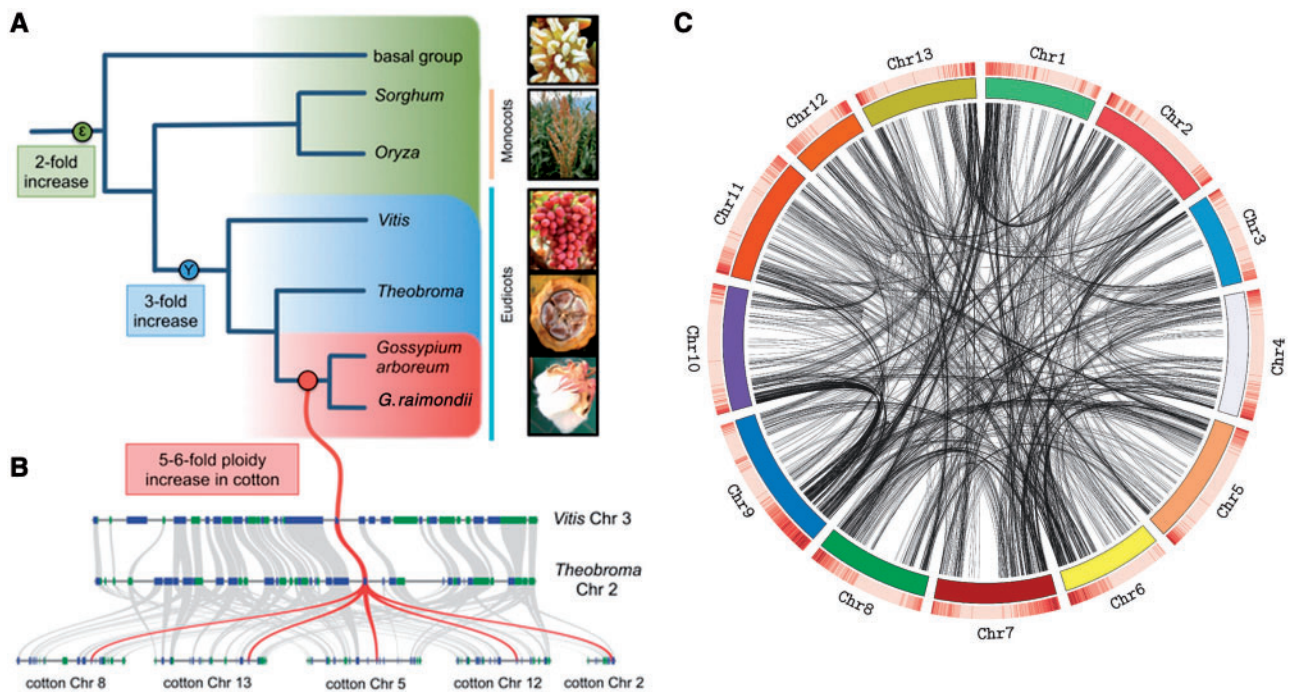 A
basal group
Sorghum
Oryza
Vitis
Theobroma
Gossypium
arboreum
G. raimondii
ε
2-fold
increase
ϒ
3-fold
increase
Monocots
Eudicots
5-6-fold ploidy
increase in cotton
B
Vitis Chr 3
Theobroma
Chr 2
cotton Chr 8
cotton Chr 13
cotton Chr 5
cotton Chr 12
cotton Chr 2
C
Chr1
Chr2
Chr3
Chr4
Chr5
Chr6
Chr7
Chr8
Chr9
Chr10
Chr11
Chr12
Chr13